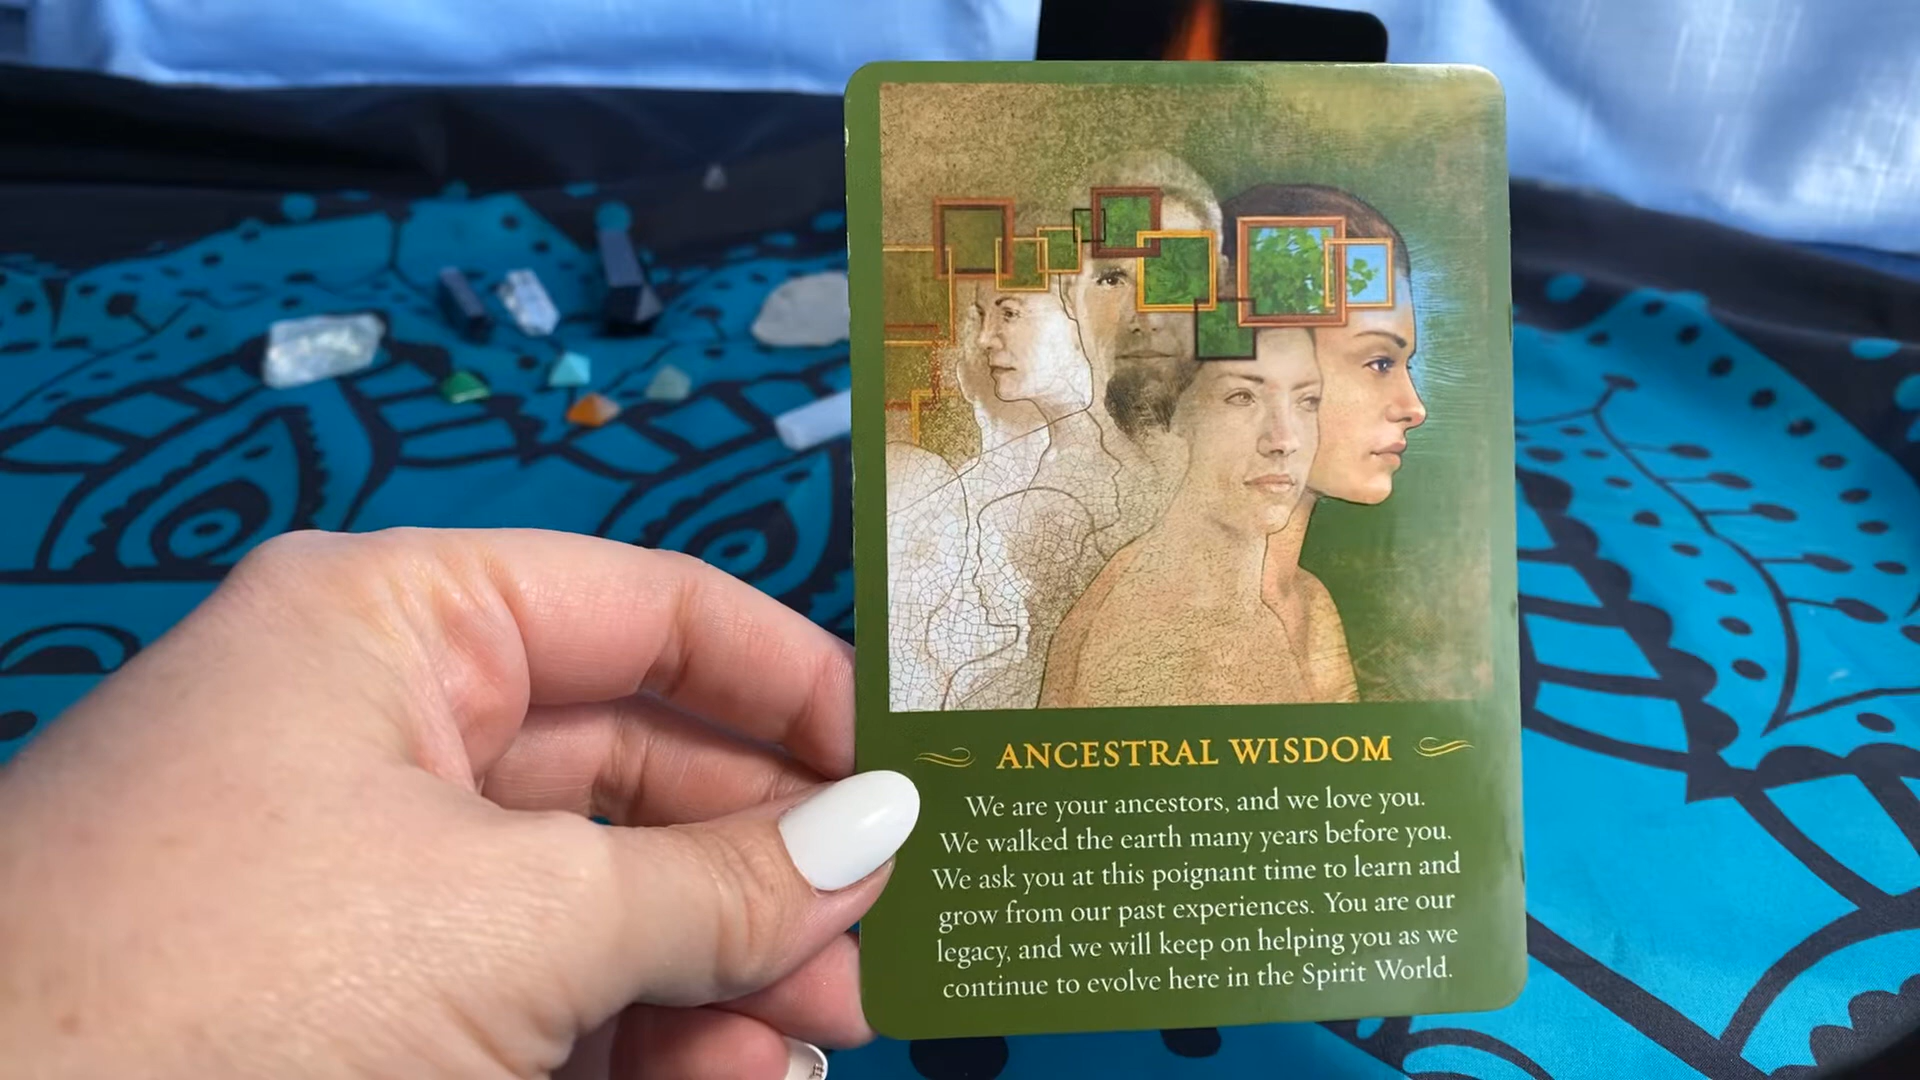 ANCESTRAL WISDOM
We are your ancestors, and we love you.
We walked the earth many years before you.
We ask you at this poignant time to learn and
grow from our past experiences. You are our
legacy, and we will keep on helping you as we
continue to evolve here in the Spirit World.